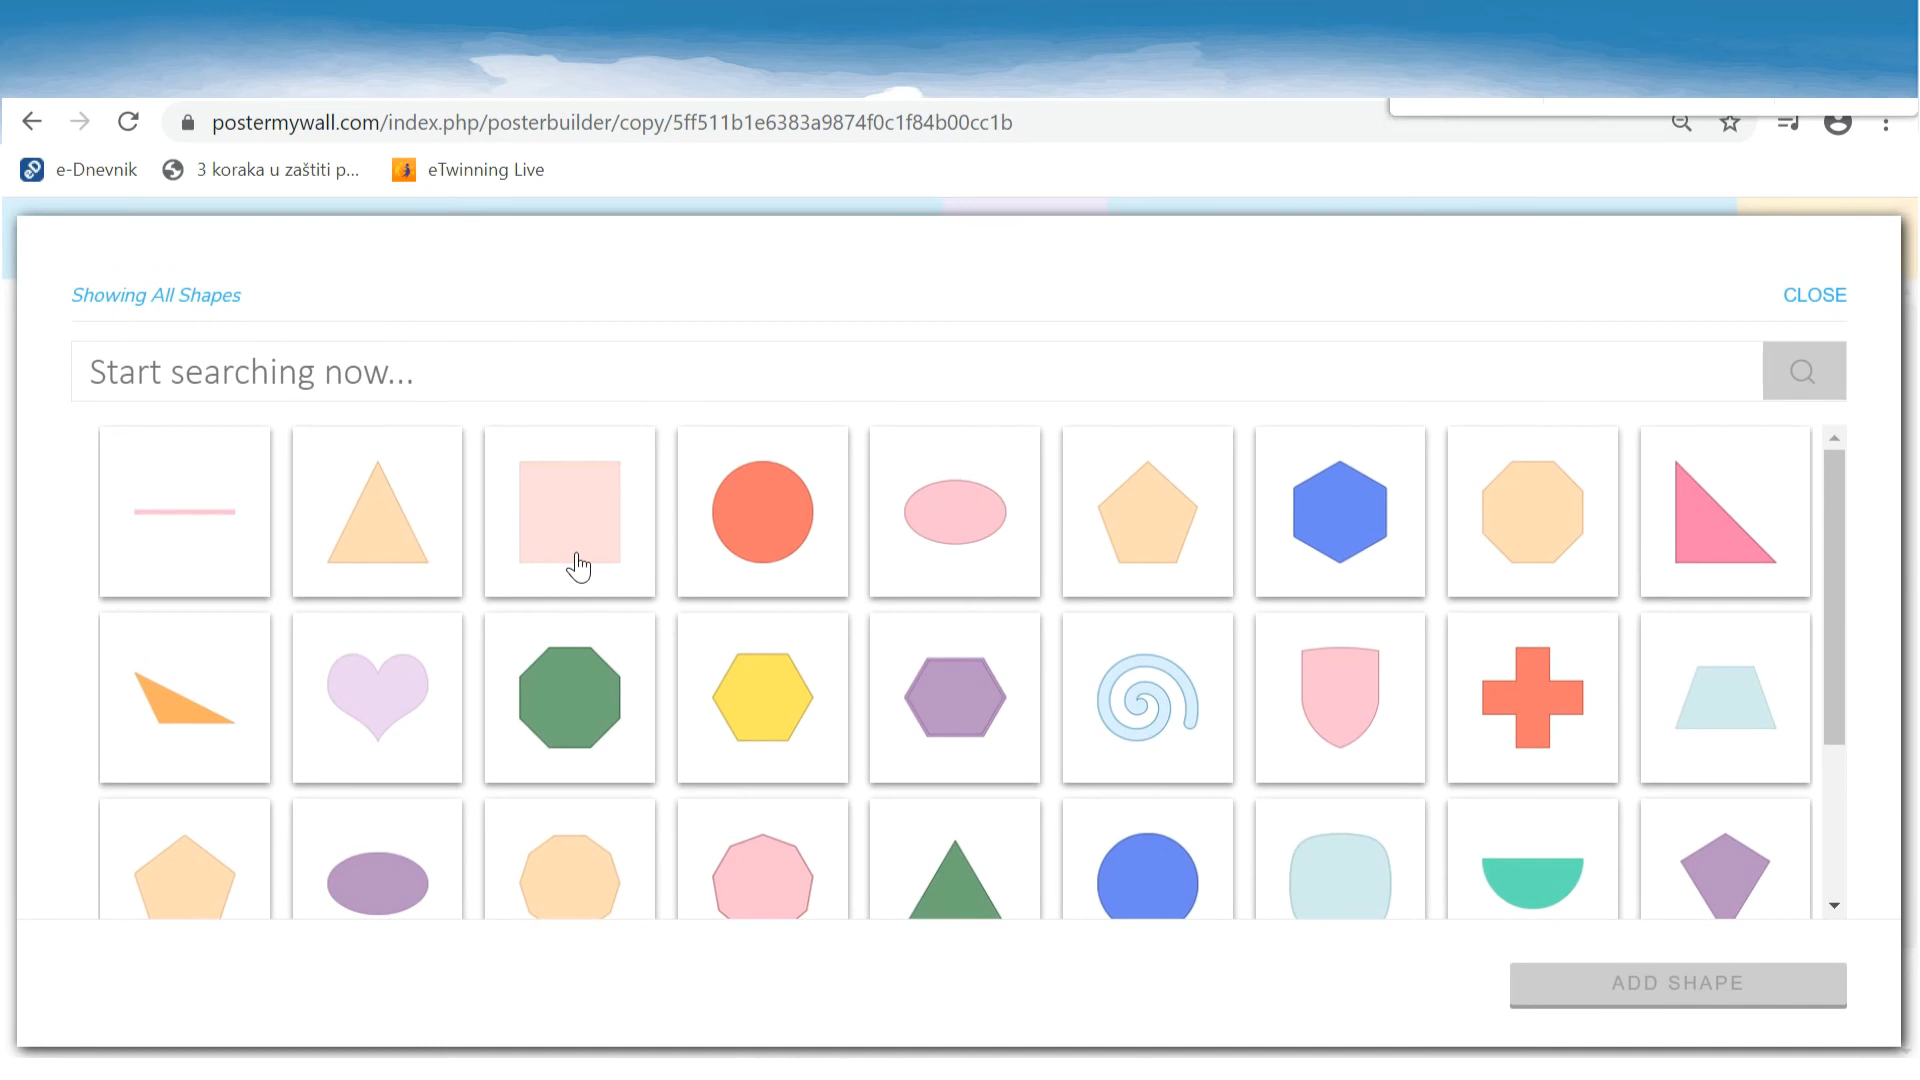 postermywall.com/index.php/posterbuilder/copy/5ff511b1e6383a9874f0c1f84b00cc1b
e-Dnevnik 3 koraka u zaštiti p... eTwinning Live
Showing All Shapes CLOSE
Start searching now...
ADD SHAPE